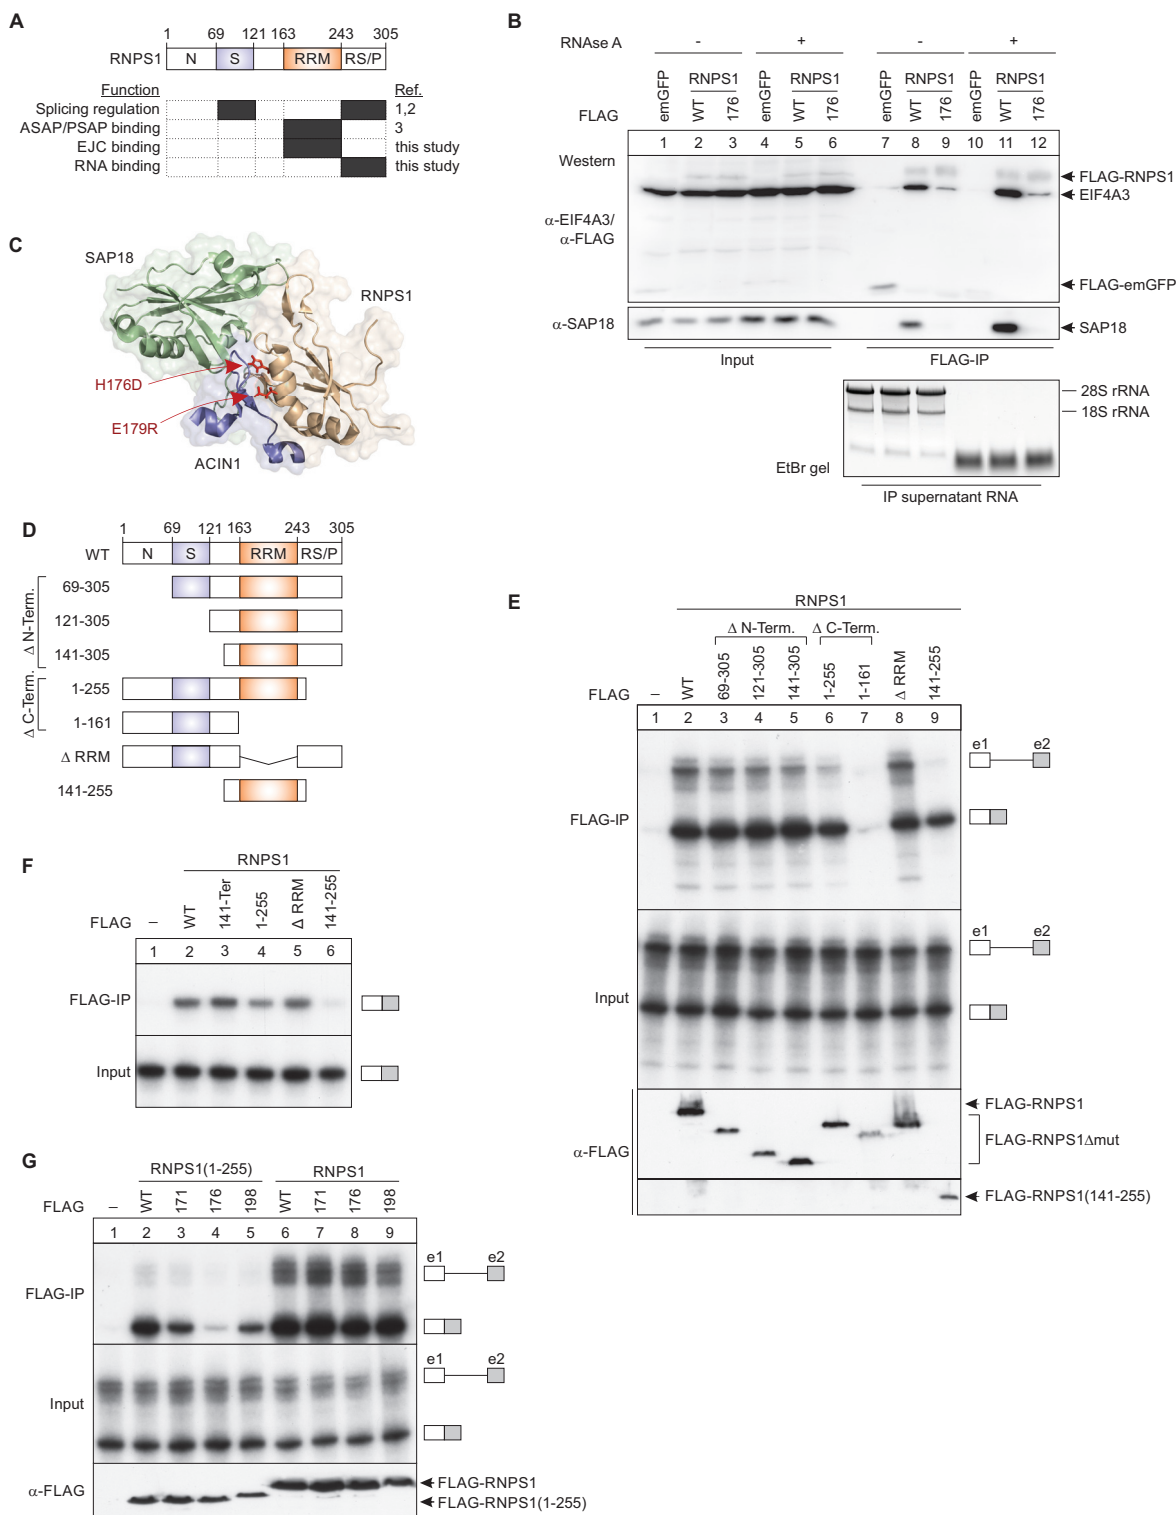 A
1 69 121 163 243 305
RNPS1 N S RRM RS/P
Function Ref.
Splicing regulation 1,2
ASAP/PSAP binding 3
EJC binding this study
RNA binding this study
B
RNAse A - + - +
FLAG emGFP RNPS1 WT 176 emGFP RNPS1 WT 176 emGFP RNPS1 WT 176 emGFP RNPS1 WT 176
1 2 3 4 5 6 7 8 9 10 11 12
Western
α-EIF4A3/
α-FLAG
FLAG-RNPS1
EIF4A3
FLAG-emGFP
α-SAP18 SAP18
Input FLAG-IP
28S rRNA
18S rRNA
EtBr gel
IP supernatant RNA
C
SAP18
RNPS1
H176D
E179R
ACIN1
D
1 69 121 163 243 305
WT N S RRM RS/P
Δ N-Term.
69-305
121-305
141-305
Δ C-Term.
1-255
1-161
Δ RRM
141-255
E
RNPS1
Δ N-Term. Δ C-Term.
FLAG – WT 69-305 121-305 141-305 1-255 1-161 Δ RRM 141-255
1 2 3 4 5 6 7 8 9
e1 e2
FLAG-IP
e1 e2
Input
FLAG-RNPS1
FLAG-RNPS1Δmut
α-FLAG
FLAG-RNPS1(141-255)
F
RNPS1
FLAG – WT 141-Ter 1-255 Δ RRM 141-255
1 2 3 4 5 6
FLAG-IP
Input
G
RNPS1(1-255) RNPS1
FLAG – WT 171 176 198 WT 171 176 198
1 2 3 4 5 6 7 8 9
e1 e2
FLAG-IP
e1 e2
Input
α-FLAG
FLAG-RNPS1
FLAG-RNPS1(1-255)